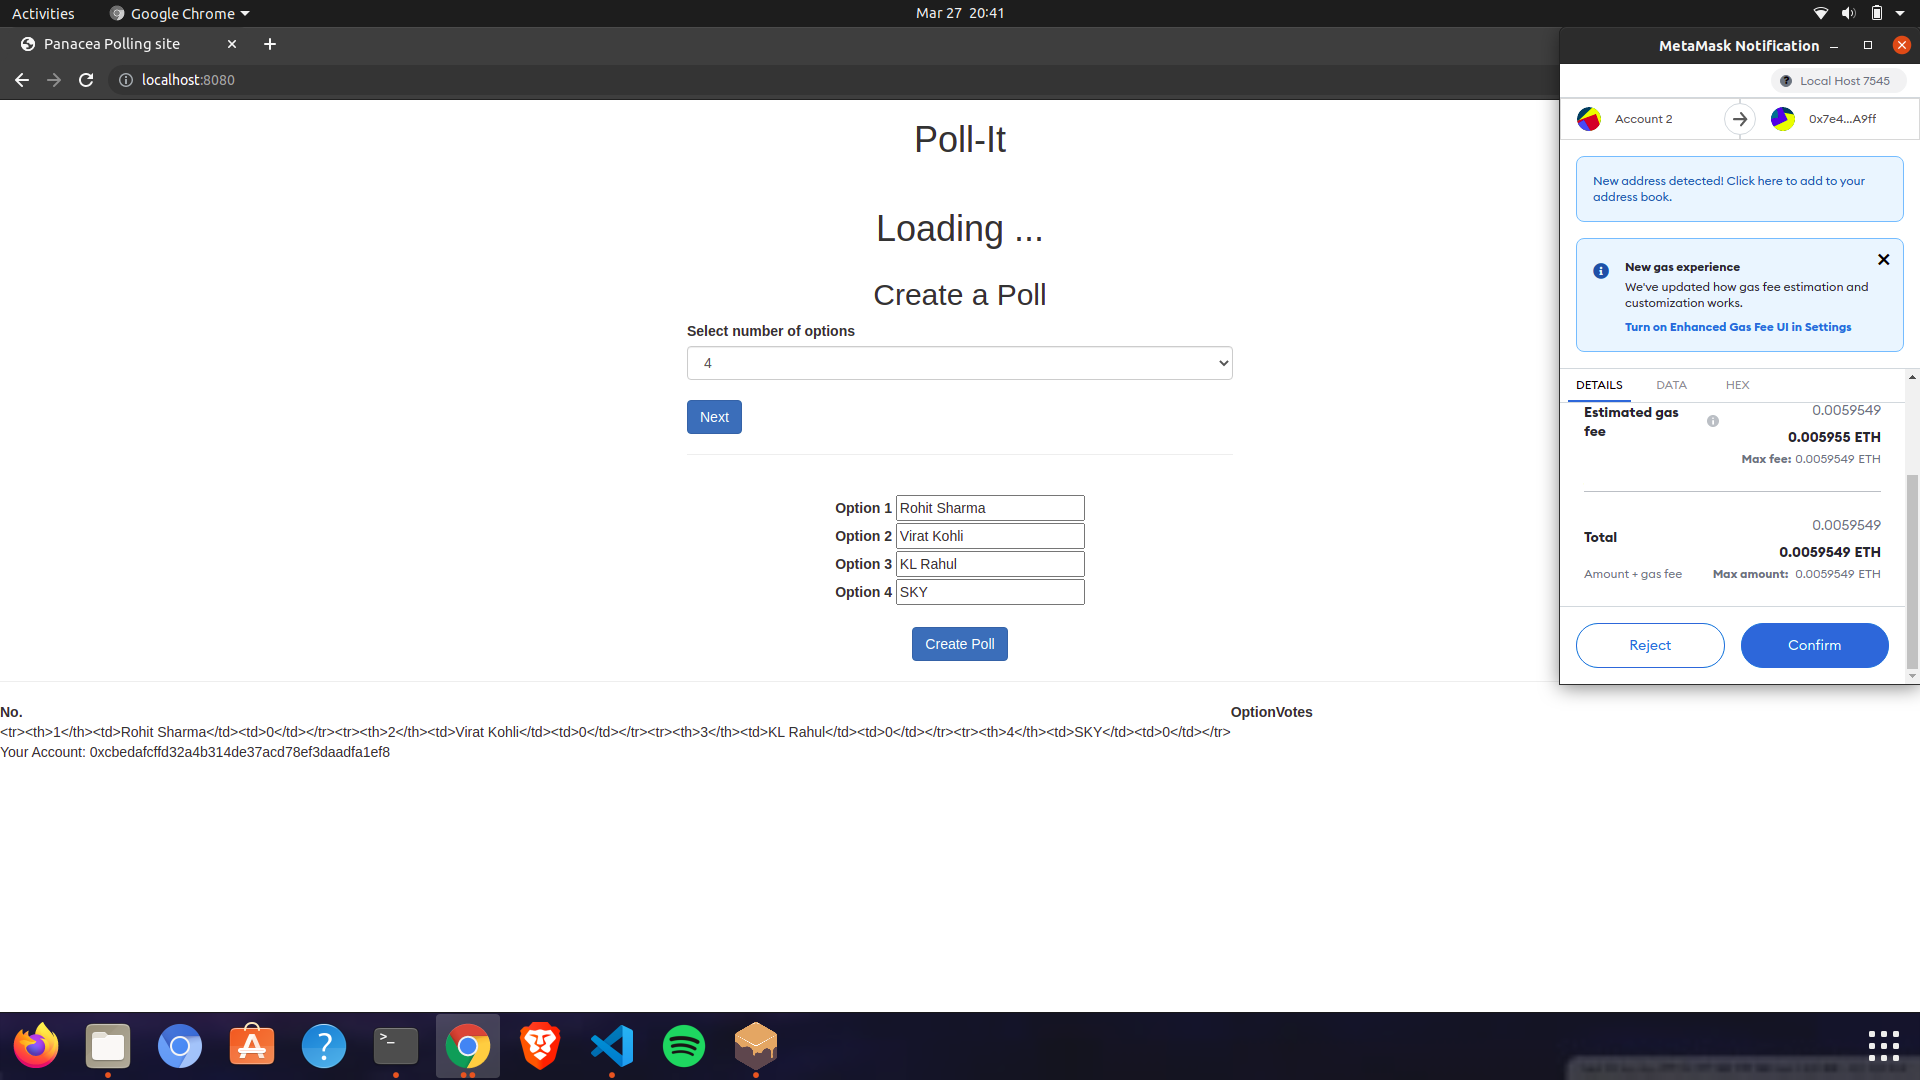 Activities
Google Chrome
Mar 27 20:41
Panacea Polling site
localhost:8080
Poll-It
Loading ...
Create a Poll
Select number of options
4
Next
Option 1 Rohit Sharma
Option 2 Virat Kohli
Option 3 KL Rahul
Option 4 SKY
Create Poll
No.
OptionVotes
<tr><th>1</th><td>Rohit Sharma</td><td>0</td></tr><tr><th>2</th><td>Virat Kohli</td><td>0</td></tr><tr><th>3</th><td>KL Rahul</td><td>0</td></tr><tr><th>4</th><td>SKY</td><td>0</td></tr>
Your Account: 0xcbedafcffd32a4b314de37acd78ef3daadfa1ef8
MetaMask Notification
Local Host 7545
Account 2
0x7e4...A9ff
New address detected! Click here to add to your
address book.
New gas experience
We've updated how gas fee estimation and
customization works.
Turn on Enhanced Gas Fee UI in Settings
DETAILS
DATA
HEX
Estimated gas
fee
0.0059549
0.005955 ETH
Max fee: 0.0059549 ETH
0.0059549
Total
0.0059549 ETH
Amount + gas fee
Max amount: 0.0059549 ETH
Reject
Confirm